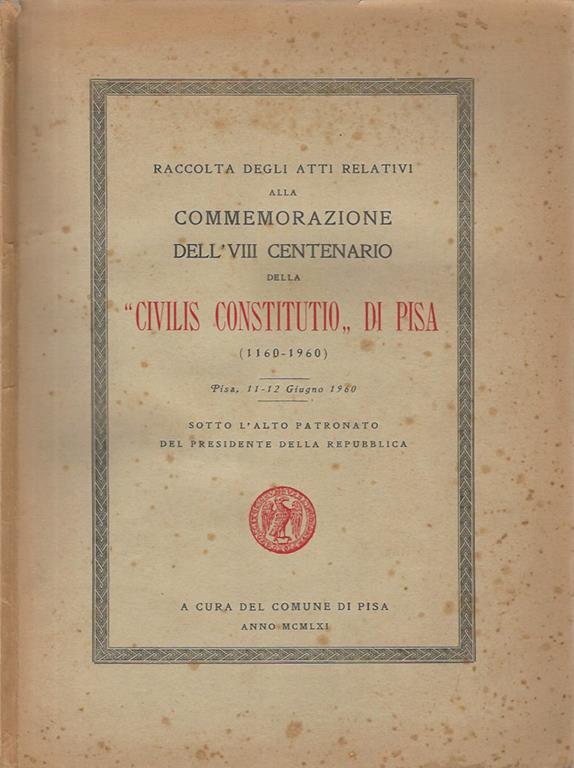 RACCOLTA DEGLI ATTI RELATIVI
ALLA
COMMEMORAZIONE
DELL'VIII CENTENARIO
DELLA
"CIVILIS CONSTITUTIO„ DI PISA
(1160-1960)
Pisa, 11-12 Giugno 1960
SOTTO L'ALTO PATRONATO
DEL PRESIDENTE DELLA REPUBBLICA
A CURA DEL COMUNE DI PISA
ANNO MCMLXI